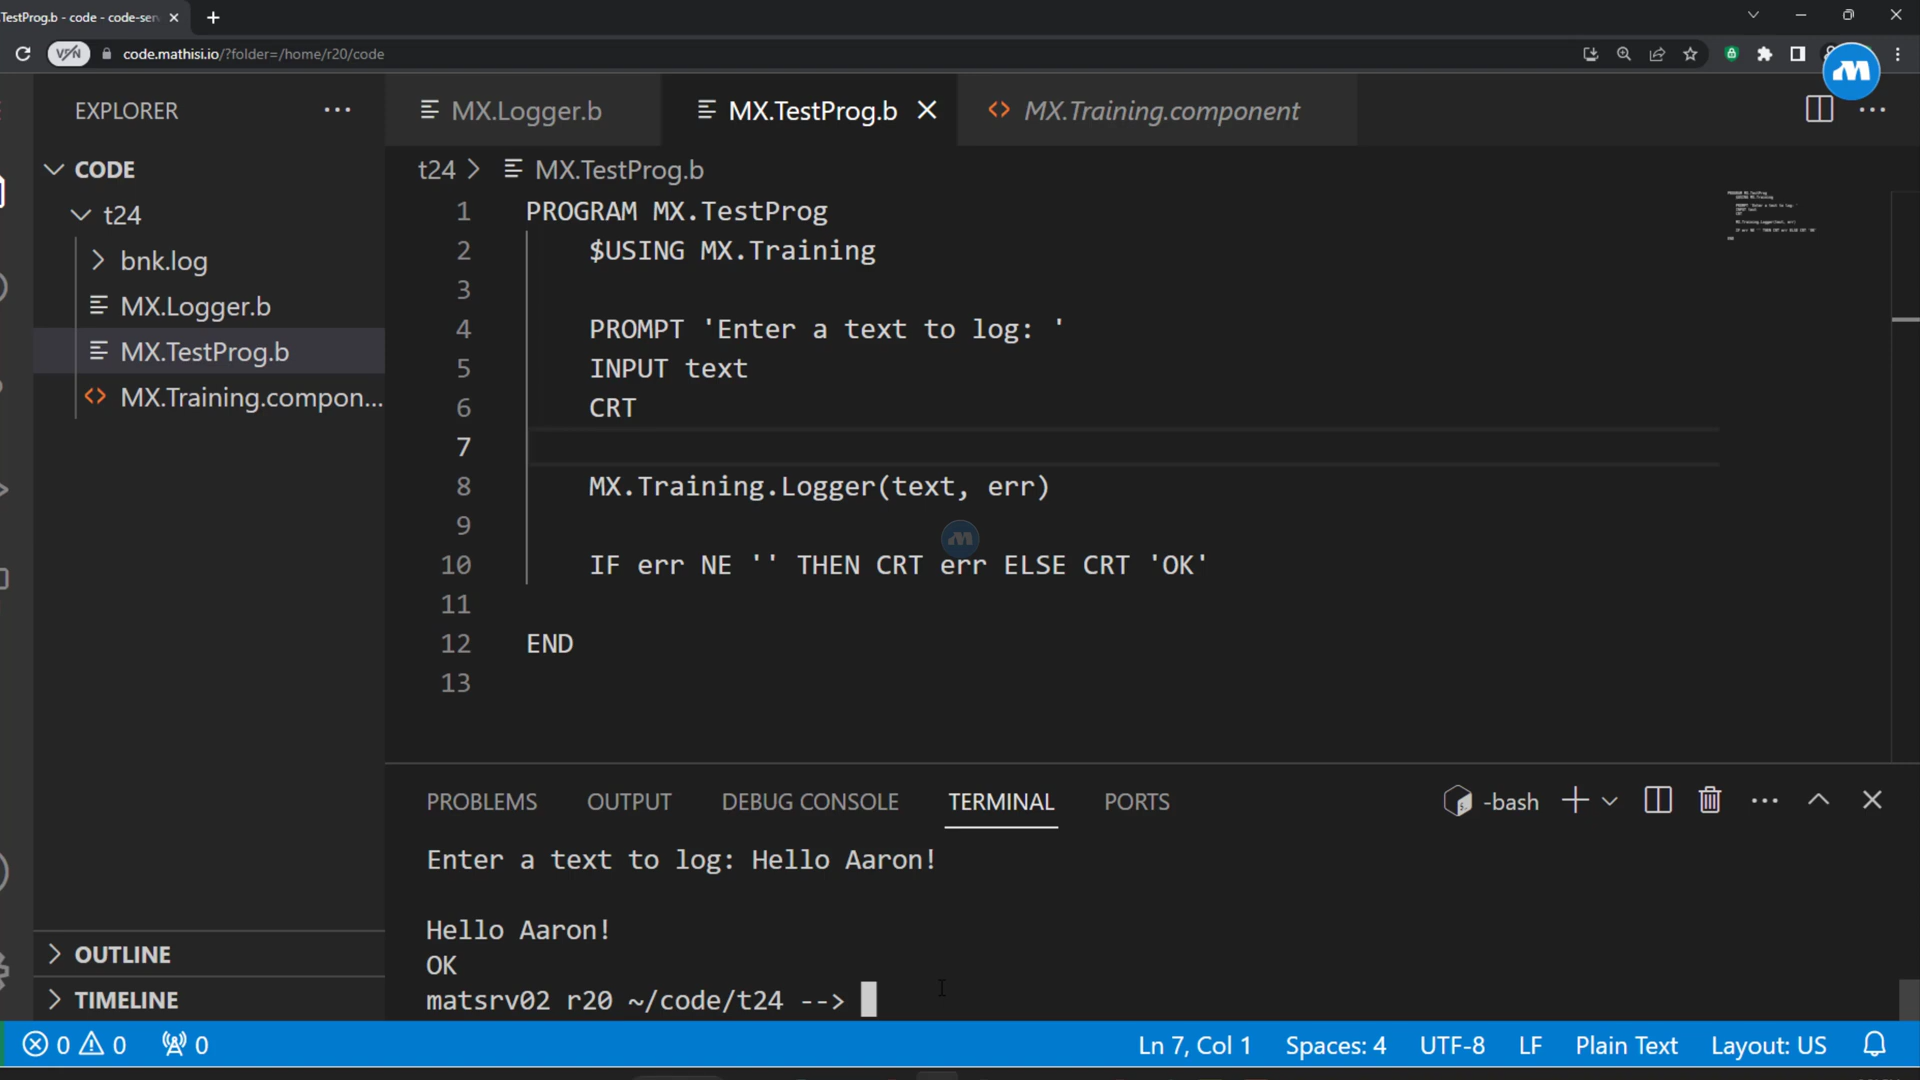 TestProg.b - code - code-ser
VPN
code.mathisi.io/?folder=/home/r20/code
EXPLORER
CODE
t24
bnk.log
MX.Logger.b
MX.TestProg.b
MX.Training.compon...
OUTLINE
TIMELINE
MX.Logger.b
MX.TestProg.b
MX.Training.component
t24 > MX.TestProg.b
1 PROGRAM MX.TestProg
2 $USING MX.Training
3
4 PROMPT 'Enter a text to log: '
5 INPUT text
6 CRT
7
8 MX.Training.Logger(text, err)
9
10 IF err NE '' THEN CRT err ELSE CRT 'OK'
11
12 END
13
PROBLEMS OUTPUT DEBUG CONSOLE TERMINAL PORTS
-bash
Enter a text to log: Hello Aaron!
Hello Aaron!
OK
matsrv02 r20 ~/code/t24 -->
0 0 0
Ln 7, Col 1 Spaces: 4 UTF-8 LF Plain Text Layout: US